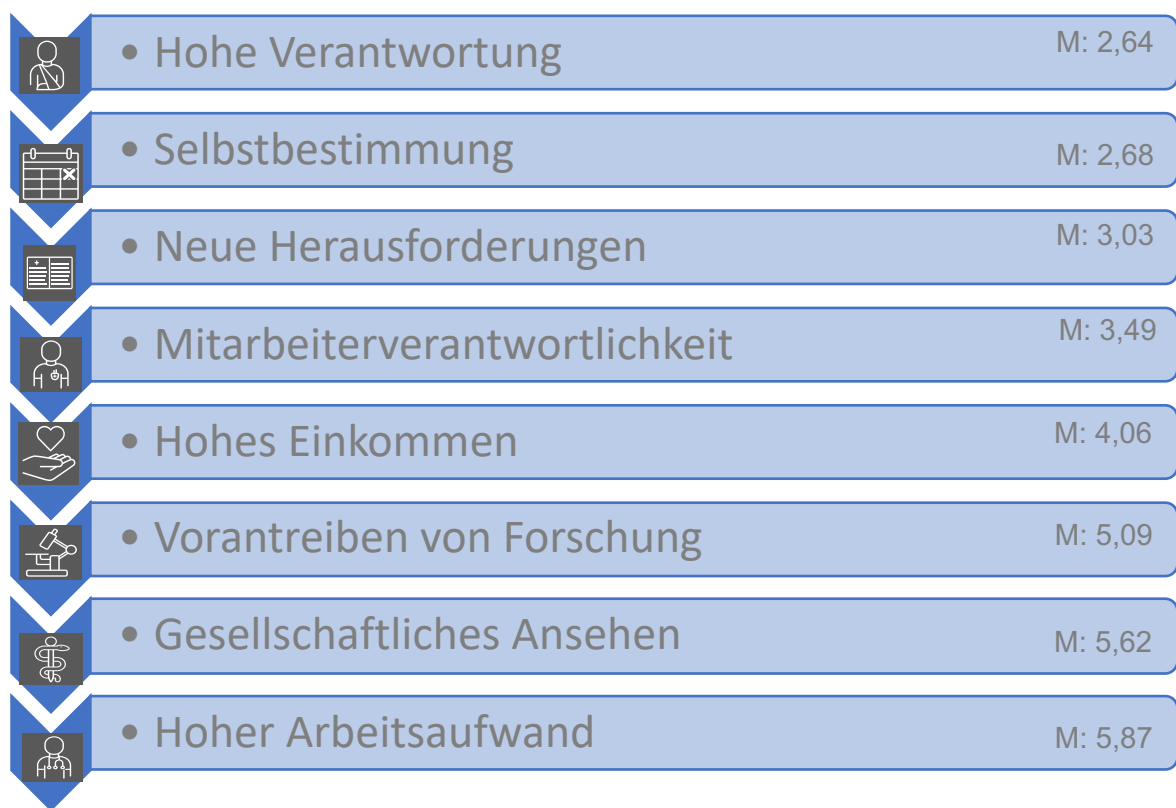 • Hohe Verantwortung M: 2,64
• Selbstbestimmung M: 2,68
• Neue Herausforderungen M: 3,03
• Mitarbeiterverantwortlichkeit M: 3,49
• Hohes Einkommen M: 4,06
• Vorantreiben von Forschung M: 5,09
• Gesellschaftliches Ansehen M: 5,62
• Hoher Arbeitsaufwand M: 5,87